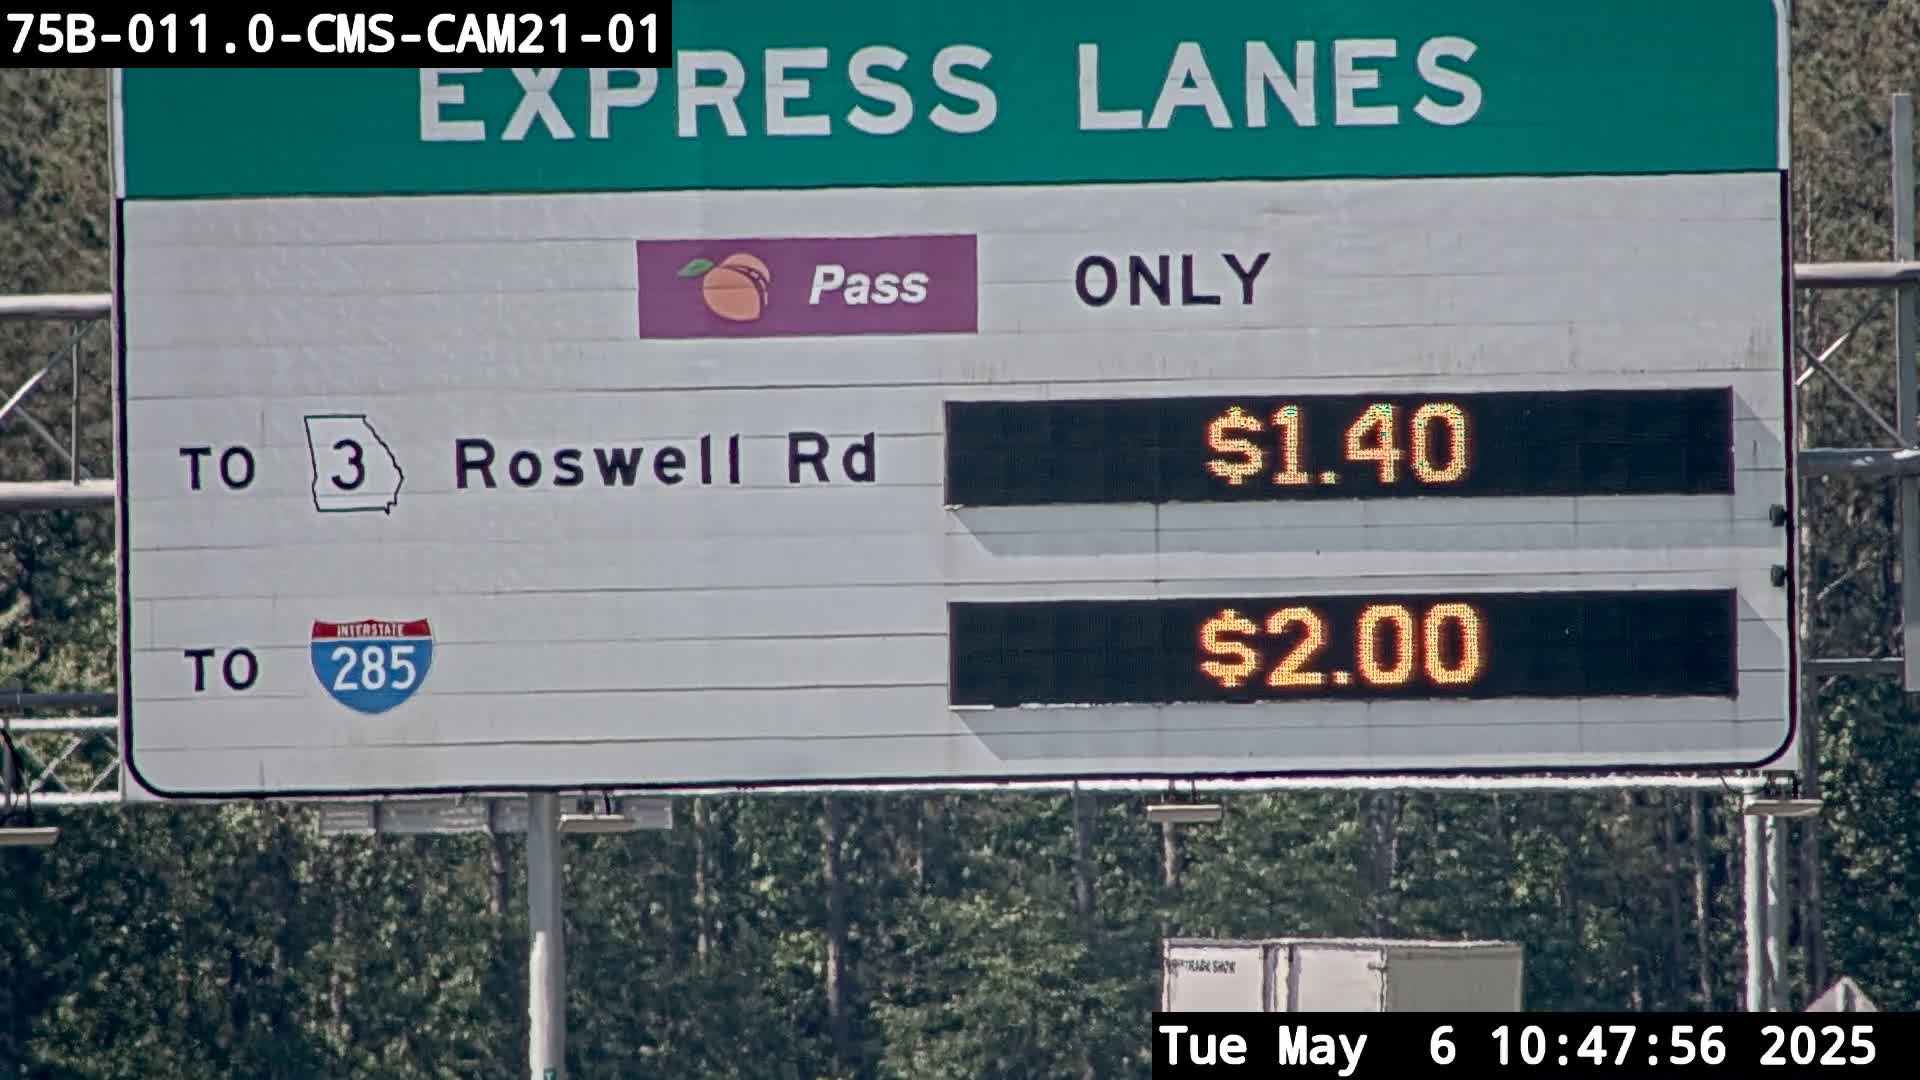 75B-011.0-CMS-CAM21-01
EXPRESS LANES
Pass ONLY
TO 3 Roswell Rd $1.40
INTERSTATE
TO 285 $2.00
Tue May 6 10:47:56 2025